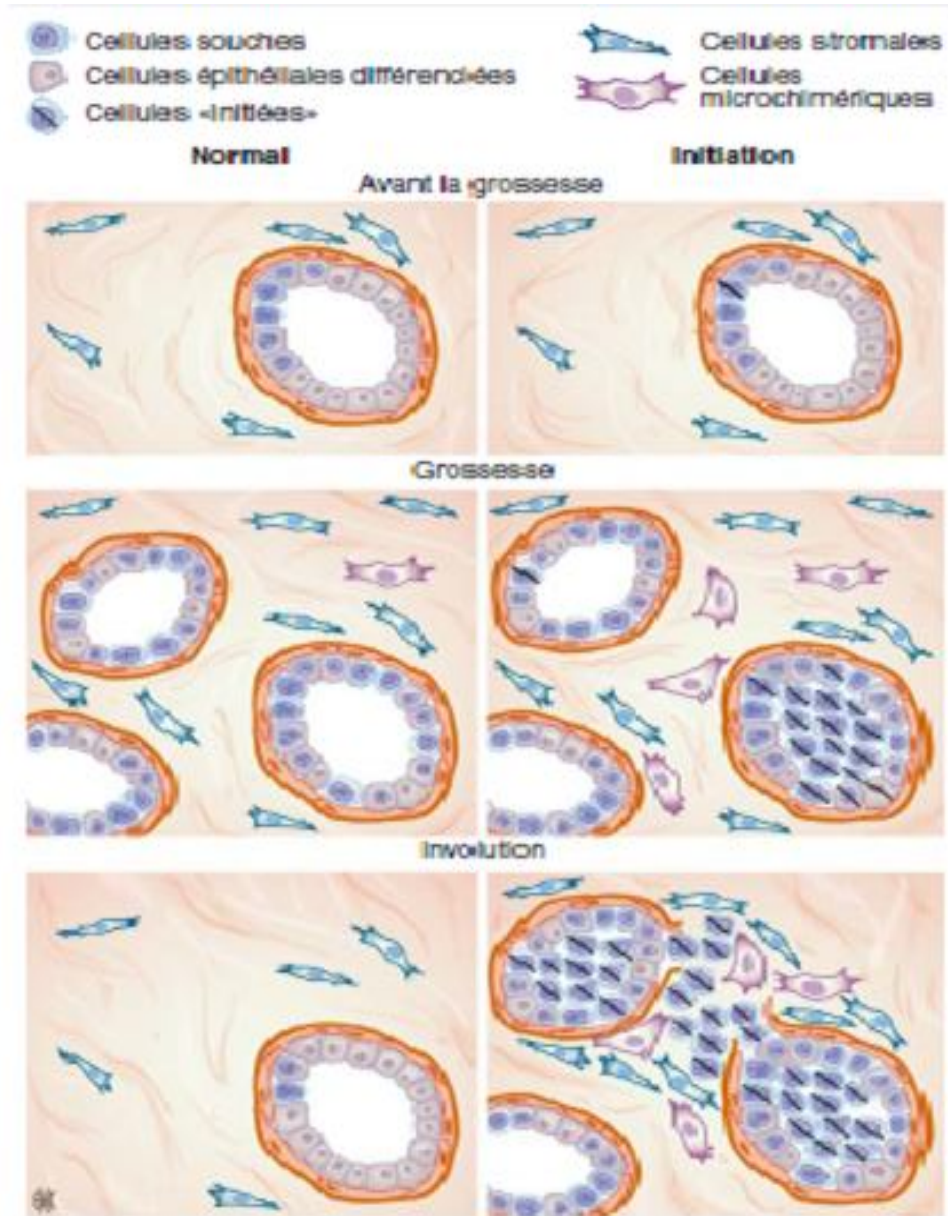 Cellules souches
Cellules épithéliales différenciées
Cellules «initiées»
Cellules stromales
Cellules
microchimériques
Normal
Initiation
Avant la grossesse
Grossesse
Involution